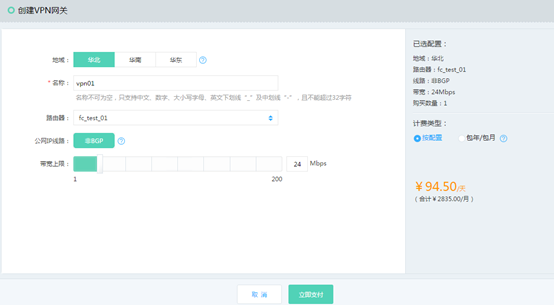 创建VPN网关
地域： 华北 华南 华东
* 名称： vpn01
名称不可为空，只支持中文、数字、大小写字母、英文下划线“_”及中划线“-”，且不能超过32字符
路由器： fc_test_01
公网IP线路： 非BGP
带宽上限： 24 Mbps
1 200
取 消 立即支付
已选配置：
地域：华北
路由器：fc_test_01
线路：非BGP
带宽：24Mbps
购买数量：1
计费类型：
按配置 包年/包月
￥94.50/天
（合计￥2835.00/月）